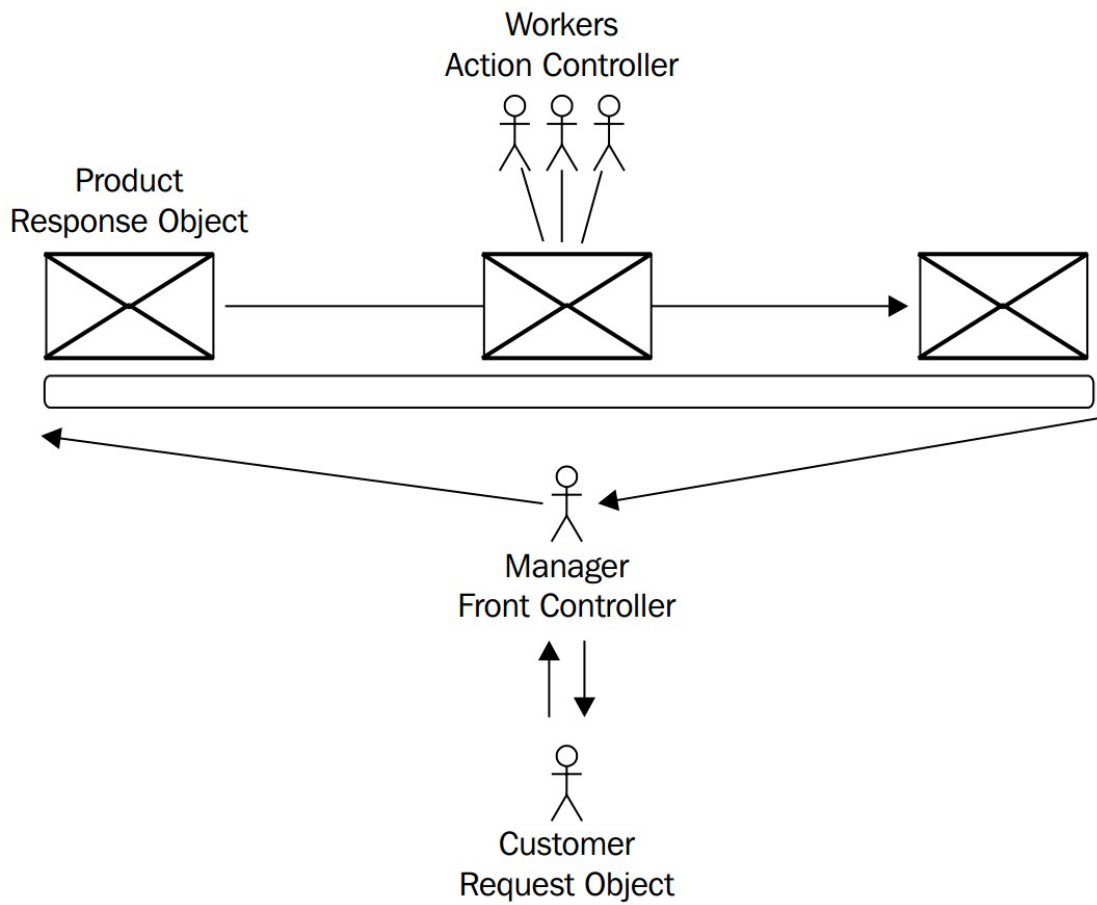 Workers
Action Controller
Product
Response Object
Manager
Front Controller
Customer
Request Object